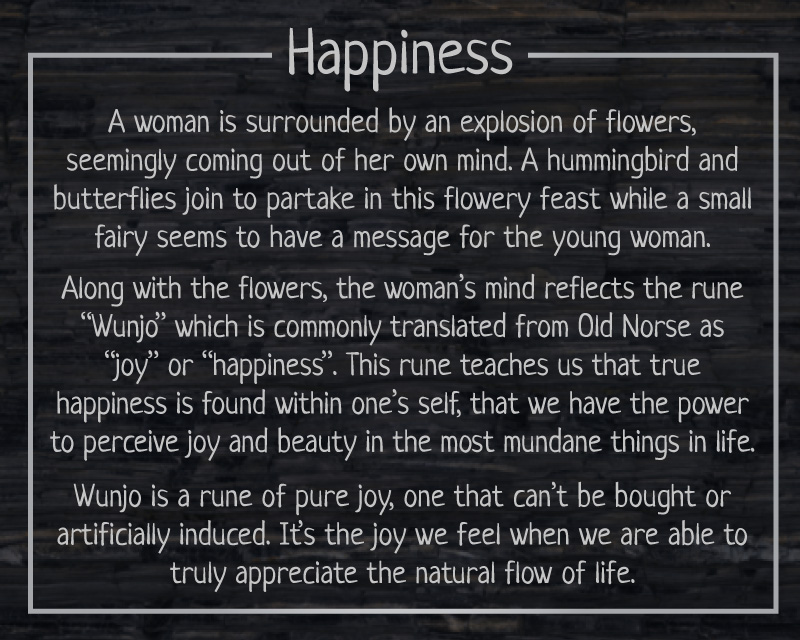 Happiness
A woman is surrounded by an explosion of flowers,
seemingly coming out of her own mind. A hummingbird and
butterflies join to partake in this flowery feast while a small
fairy seems to have a message for the young woman.
Along with the flowers, the woman’s mind reflects the rune
“Wunjo” which is commonly translated from Old Norse as
“joy” or “happiness”. This rune teaches us that true
happiness is found within one’s self, that we have the power
to perceive joy and beauty in the most mundane things in life.
Wunjo is a rune of pure joy, one that can’t be bought or
artificially induced. It’s the joy we feel when we are able to
truly appreciate the natural flow of life.